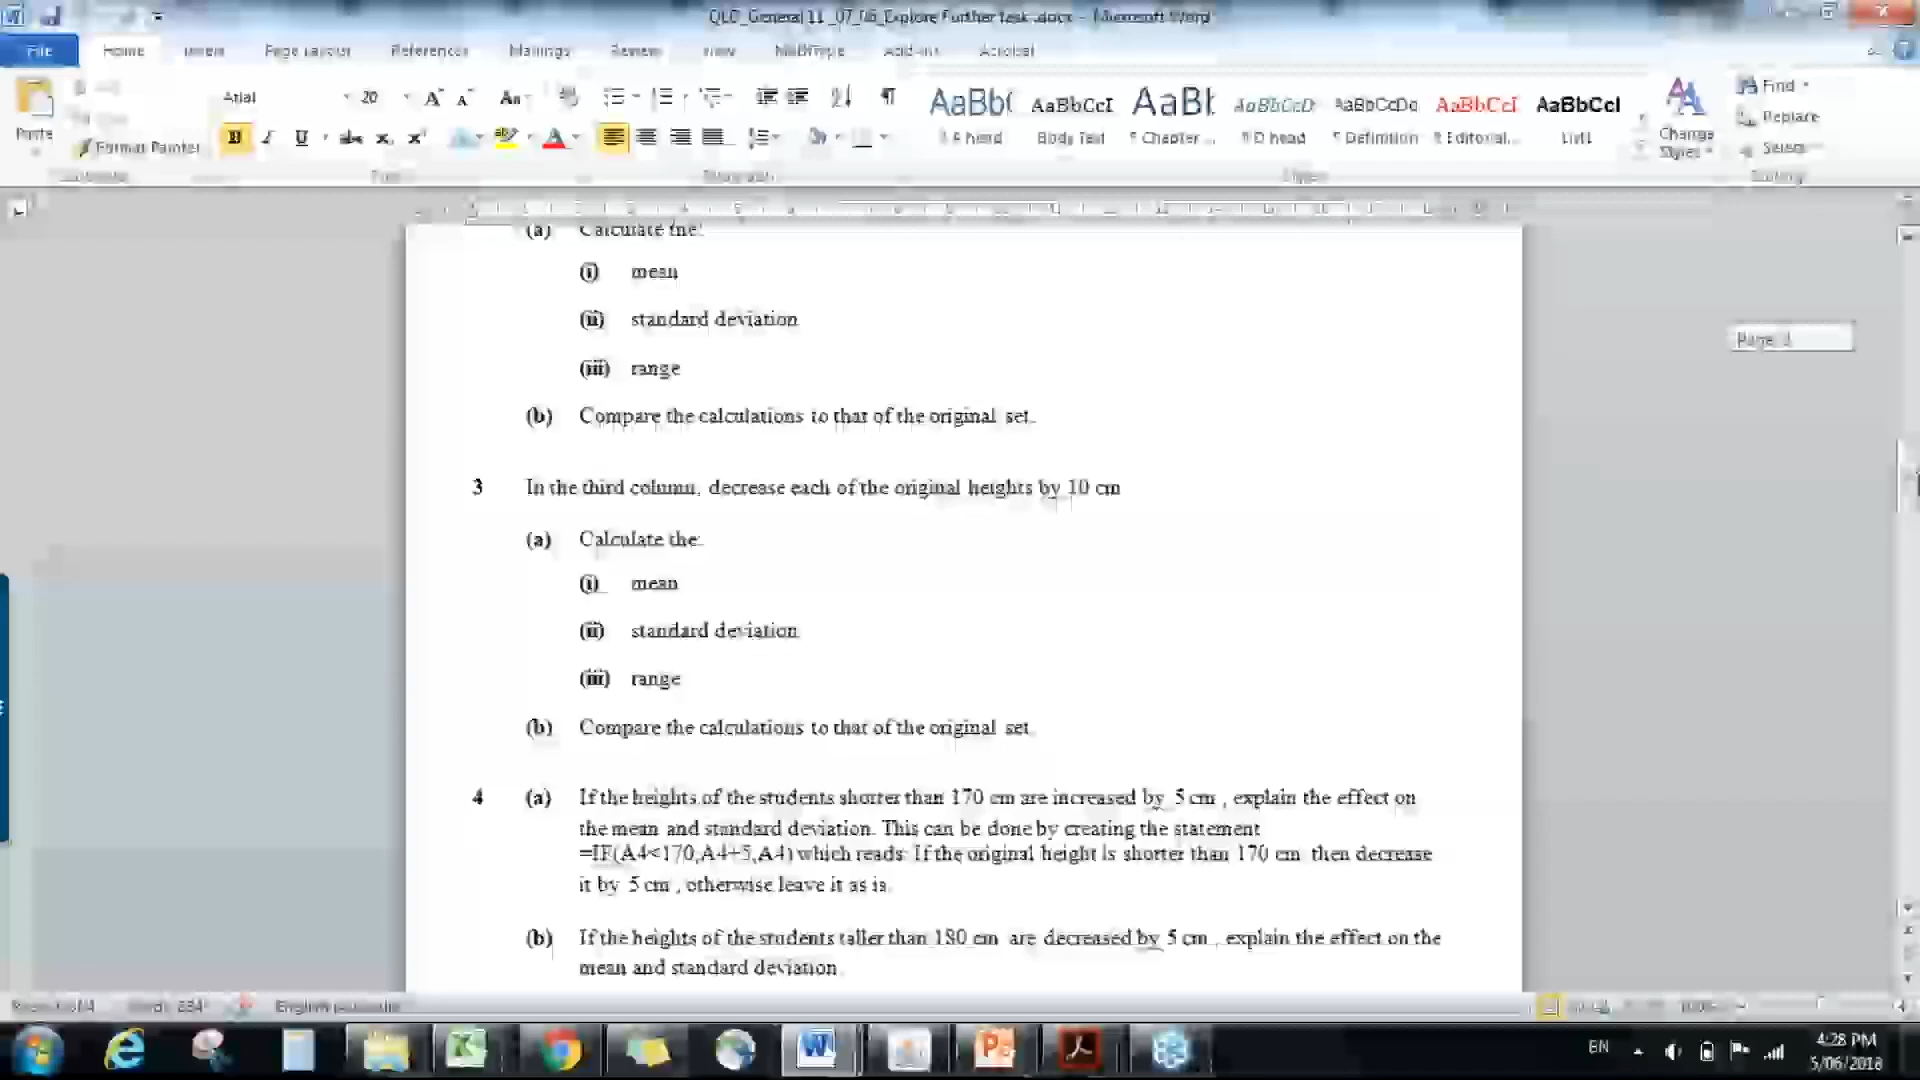 QLD_General 11_07_06_Explore Further task.docx - Microsoft Word
File Home Insert Page Layout References Mailings Review View MathType Add-Ins Acrobat
Arial 20 Find
AaBb( AaBbCcI AaBt AaBbCcD AaBbCcDd AaBbCcI AaBbCcI
Replace
Paste Format Painter A head Body Text Chapter ... D head Definition Editorial... List1 Change Styles Select
Paragraph Styles Editing
(a) Calculate the:
(i) mean
(ii) standard deviation
(iii) range
(b) Compare the calculations to that of the original set.
3 In the third column, decrease each of the original heights by 10 cm
(a) Calculate the:
(i) mean
(ii) standard deviation
(iii) range
(b) Compare the calculations to that of the original set.
4 (a) If the heights of the students shorter than 170 cm are increased by 5 cm , explain the effect on
the mean and standard deviation. This can be done by creating the statement
=IF(A4<170,A4+5,A4) which reads: If the original height is shorter than 170 cm then decrease
it by 5 cm , otherwise leave it as is.
(b) If the heights of the students taller than 180 cm are decreased by 5 cm , explain the effect on the
mean and standard deviation.
EN 4:28 PM
5/06/2018